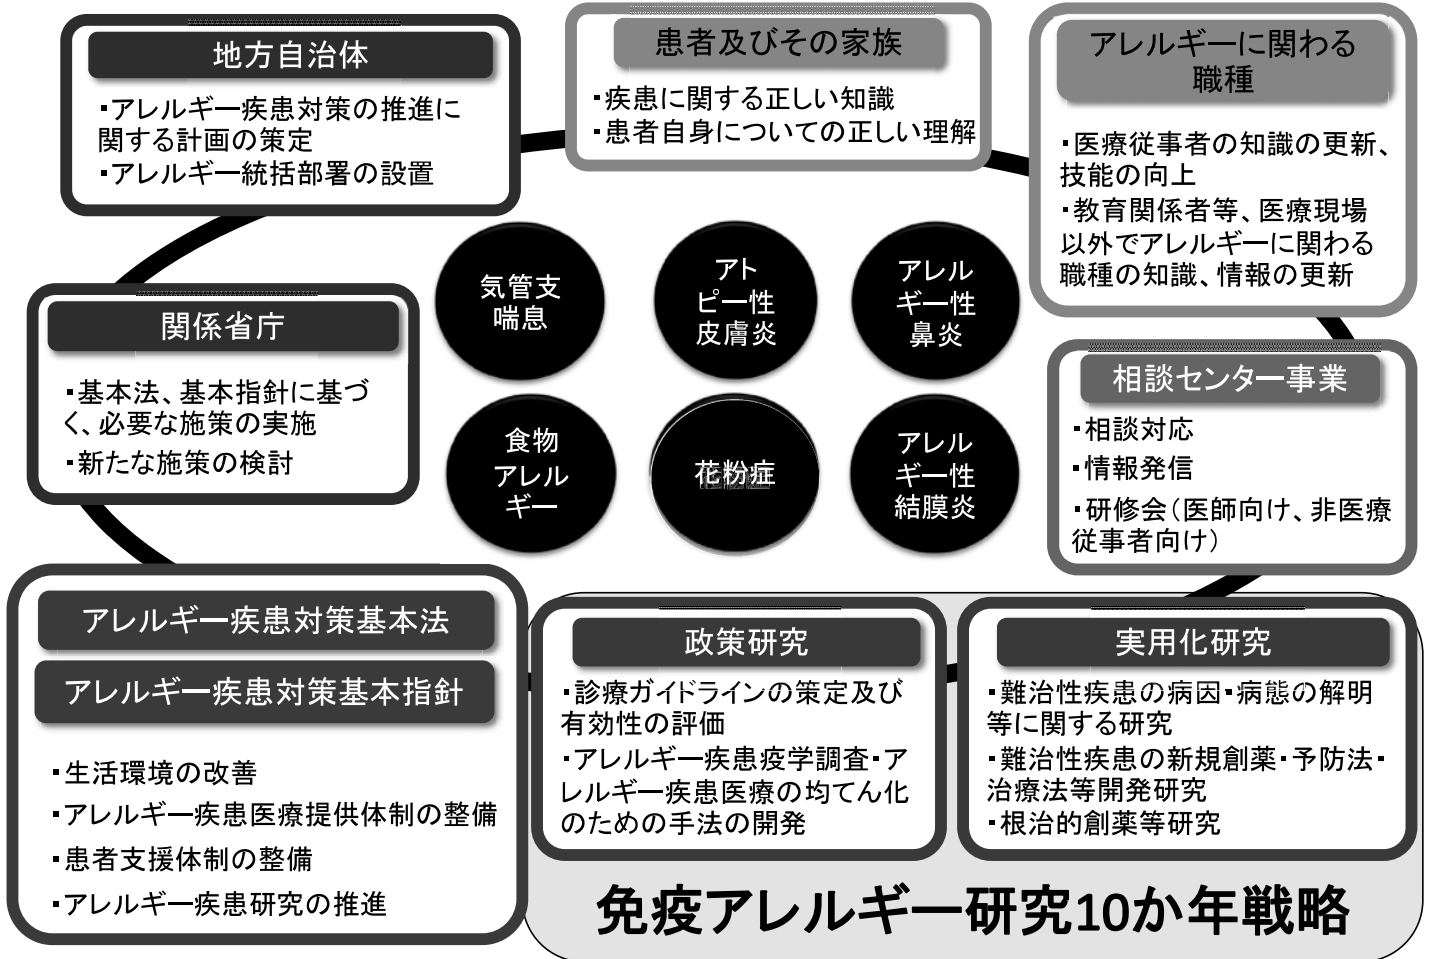 地方自治体
・アレルギー疾患対策の推進に
関する計画の策定
・アレルギー統括部署の設置
患者及びその家族
・疾患に関する正しい知識
・患者自身についての正しい理解
アレルギーに関わる
職種
・医療従事者の知識の更新、
技能の向上
・教育関係者等、医療現場
以外でアレルギーに関わる
職種の知識、情報の更新
関係省庁
・基本法、基本指針に基づ
く、必要な施策の実施
・新たな施策の検討
気管支
喘息
アト
ピー性
皮膚炎
アレル
ギー性
鼻炎
食物
アレル
ギー
花粉症
アレル
ギー性
結膜炎
相談センター事業
・相談対応
・情報発信
・研修会（医師向け、非医療
従事者向け）
アレルギー疾患対策基本法
アレルギー疾患対策基本指針
・生活環境の改善
・アレルギー疾患医療提供体制の整備
・患者支援体制の整備
・アレルギー疾患研究の推進
政策研究
・診療ガイドラインの策定及び
有効性の評価
・アレルギー疾患疫学調査・ア
レルギー疾患医療の均てん化
のための手法の開発
実用化研究
・難治性疾患の病因・病態の解明
等に関する研究
・難治性疾患の新規創薬・予防法・
治療法等開発研究
・根治的創薬等研究
免疫アレルギー研究10か年戦略